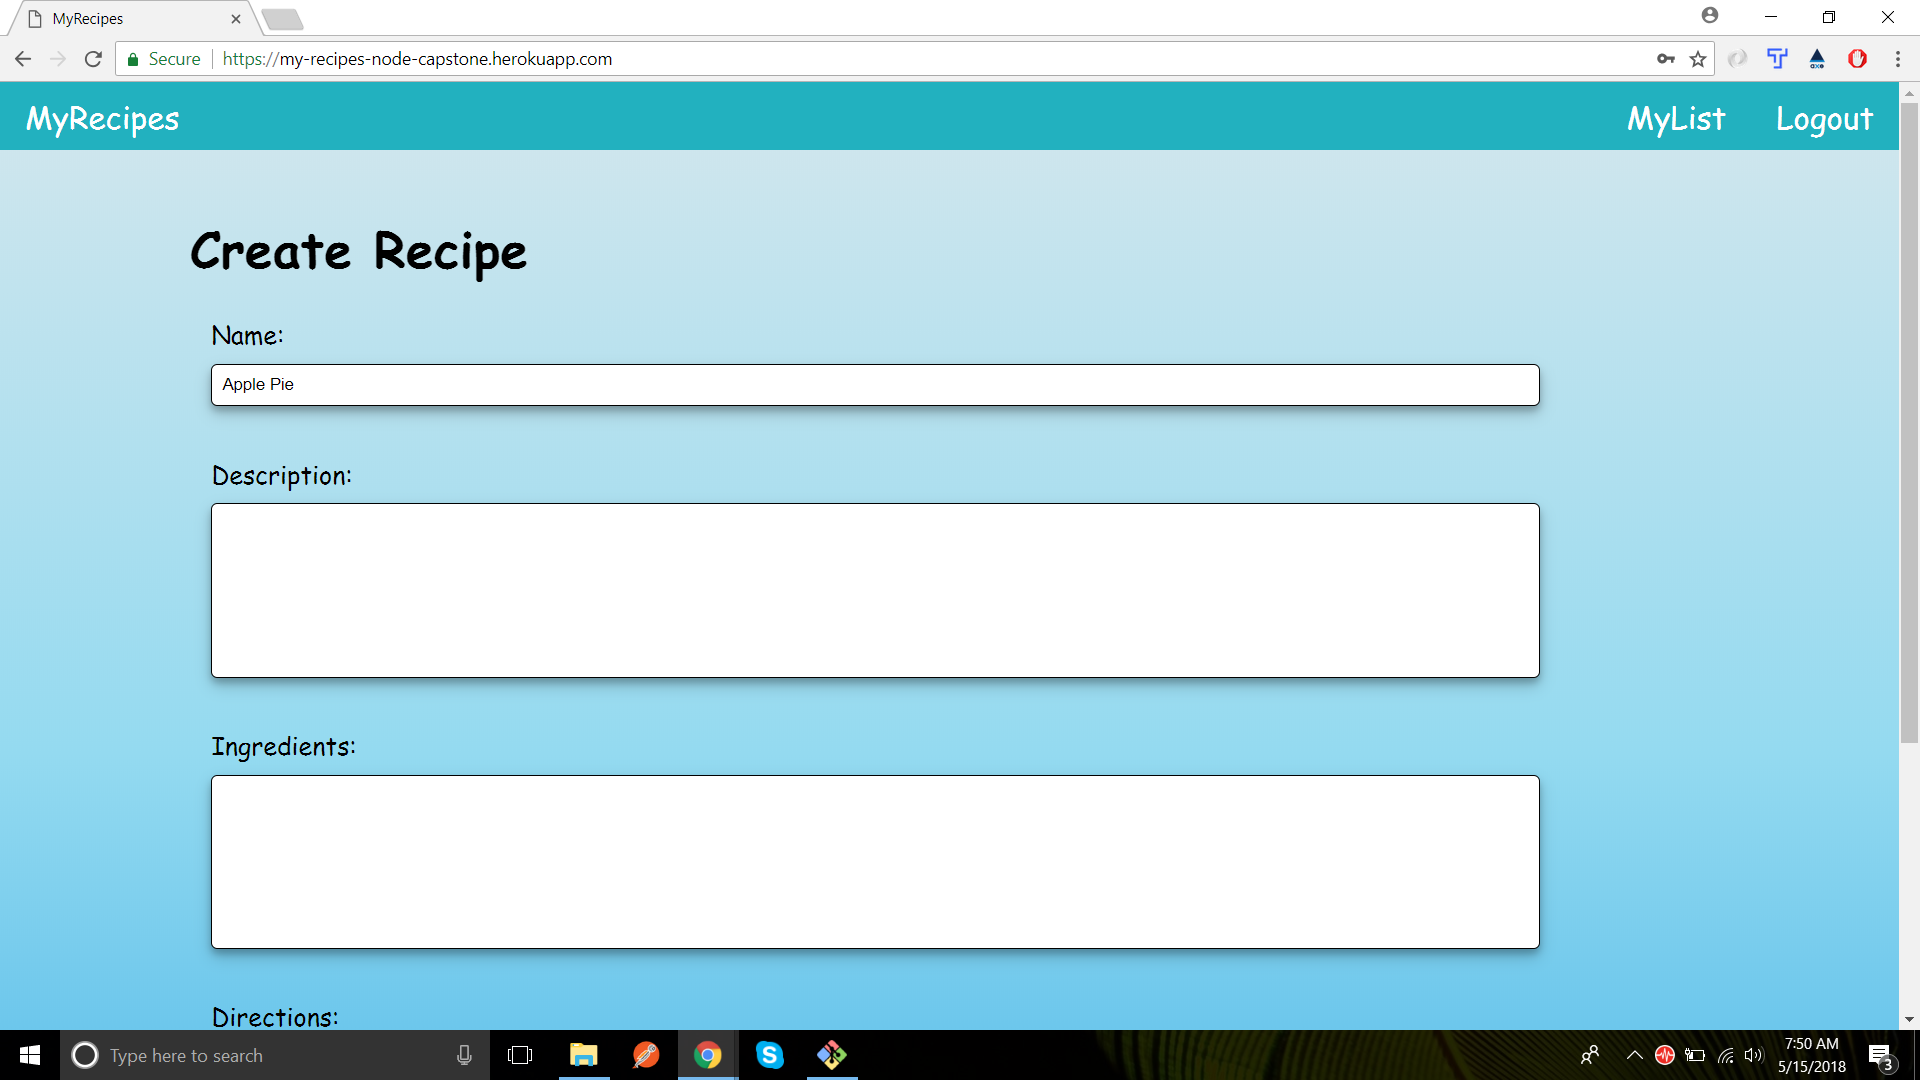 MyRecipes
Secure
https://my-recipes-node-capstone.herokuapp.com
MyRecipes
MyList
Logout
Create Recipe
Name:
Apple Pie
Description:
Ingredients:
Directions:
Type here to search
7:50 AM
5/15/2018
3